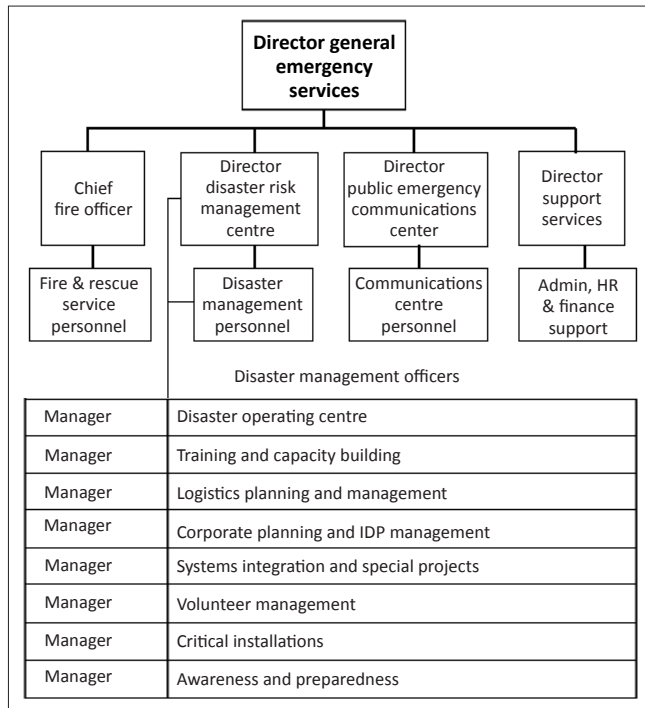 Director general
emergency
services
Chief
fire officer
Director
disaster risk
management
centre
Director
public emergency
communications
center
Director
support
services
Fire & rescue
service
personnel
Disaster
management
personnel
Communications
centre
personnel
Admin, HR
& finance
support
Disaster management officers
Manager Disaster operating centre
Manager Training and capacity building
Manager Logistics planning and management
Manager Corporate planning and IDP management
Manager Systems integration and special projects
Manager Volunteer management
Manager Critical installations
Manager Awareness and preparedness